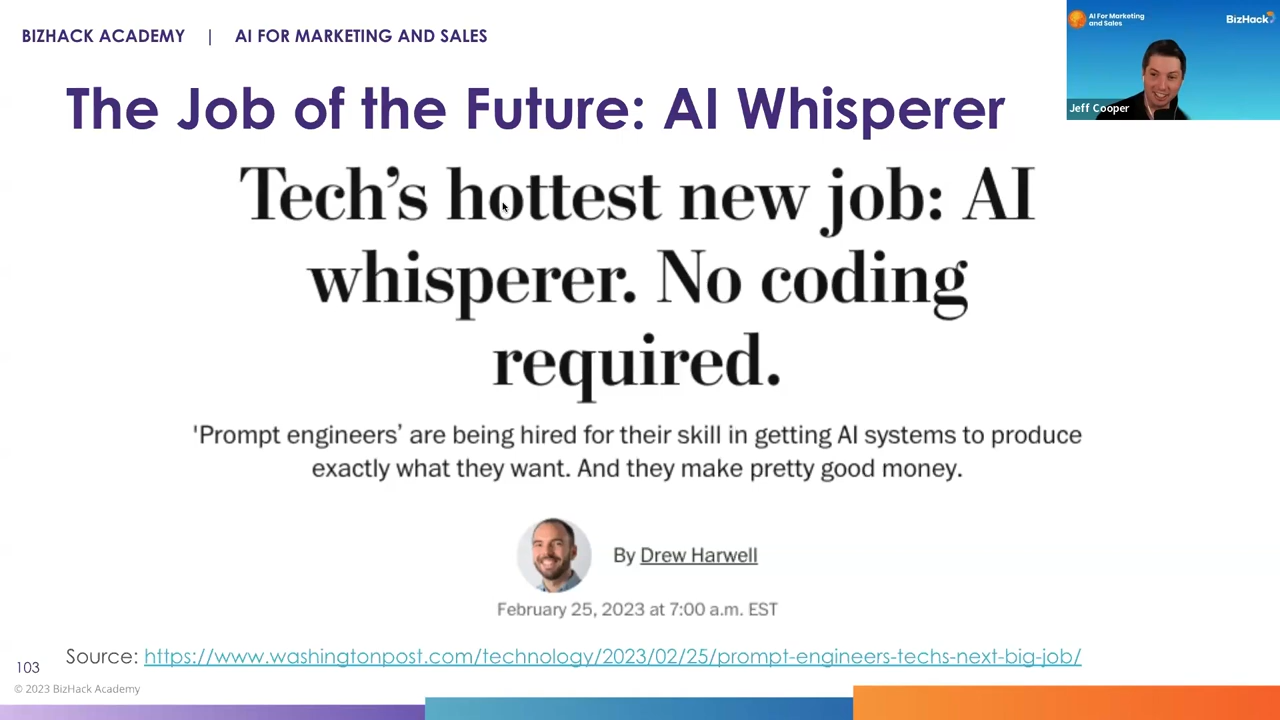 BIZHACK ACADEMY | AI FOR MARKETING AND SALES
AI For Marketing
and Sales
BizHack
Jeff Cooper
The Job of the Future: AI Whisperer
Tech’s hottest new job: AI
whisperer. No coding
required.
'Prompt engineers’ are being hired for their skill in getting AI systems to produce
exactly what they want. And they make pretty good money.
By Drew Harwell
February 25, 2023 at 7:00 a.m. EST
Source: https://www.washingtonpost.com/technology/2023/02/25/prompt-engineers-techs-next-big-job/
103
© 2023 BizHack Academy